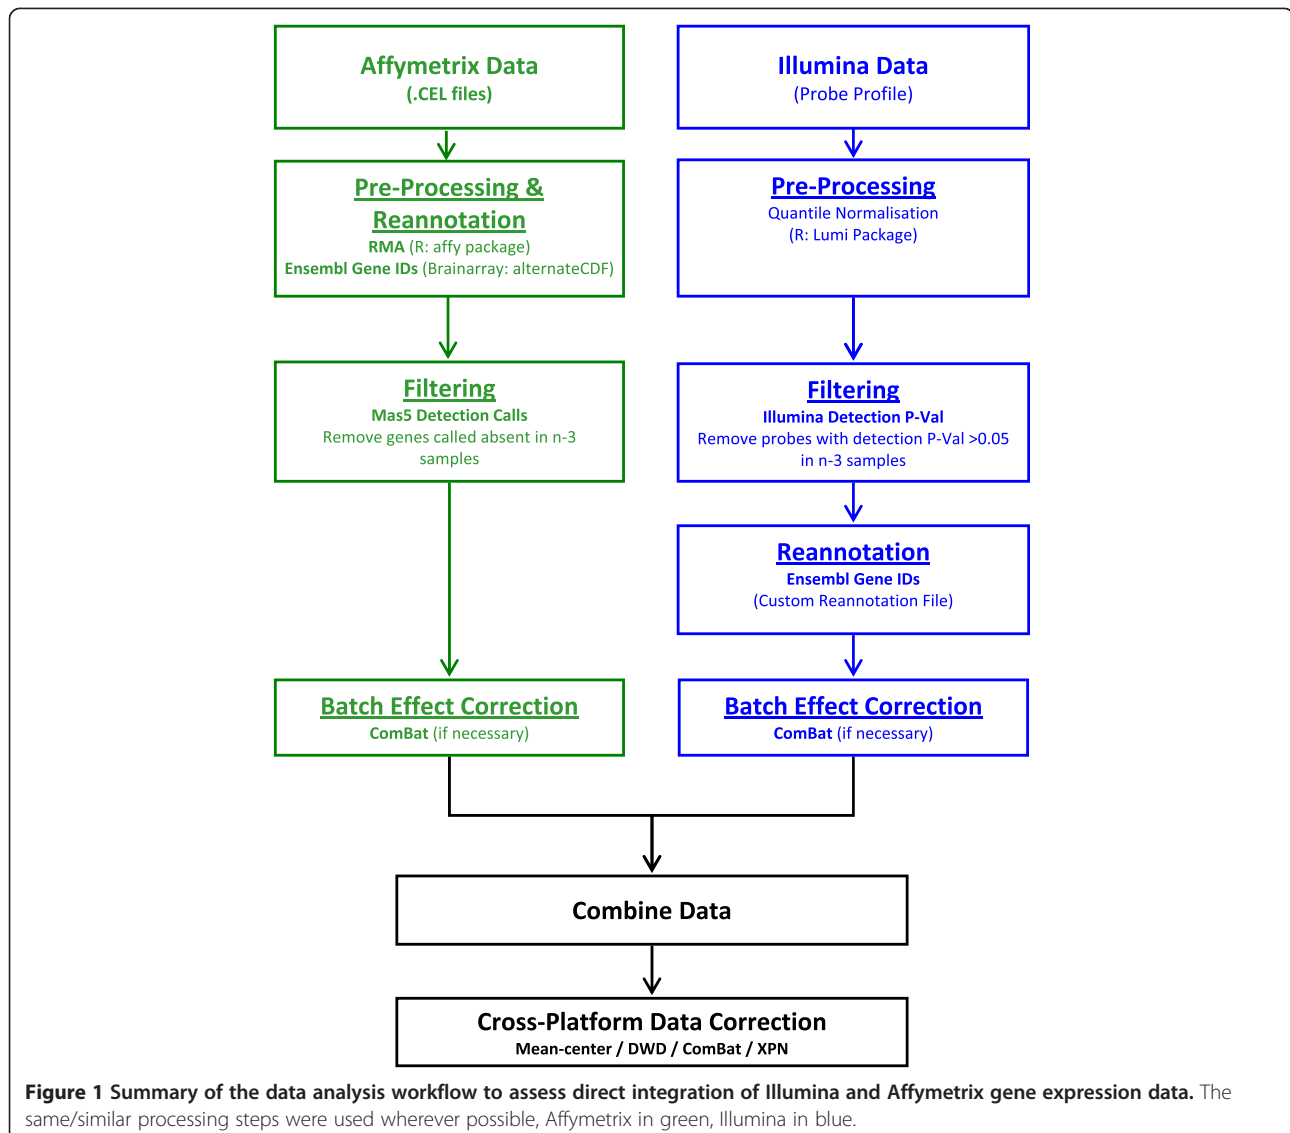 Affymetrix Data
(.CEL files)
Pre-Processing &
Reannotation
RMA (R: affy package)
Ensembl Gene IDs (Brainarray: alternateCDF)
Filtering
Mas5 Detection Calls
Remove genes called absent in n-3
samples
Batch Effect Correction
ComBat (if necessary)
Illumina Data
(Probe Profile)
Pre-Processing
Quantile Normalisation
(R: Lumi Package)
Filtering
Illumina Detection P-Val
Remove probes with detection P-Val >0.05
in n-3 samples
Reannotation
Ensembl Gene IDs
(Custom Reannotation File)
Batch Effect Correction
ComBat (if necessary)
Combine Data
Cross-Platform Data Correction
Mean-center / DWD / ComBat / XPN
Figure 1 Summary of the data analysis workflow to assess direct integration of Illumina and Affymetrix gene expression data. The
same/similar processing steps were used wherever possible, Affymetrix in green, Illumina in blue.